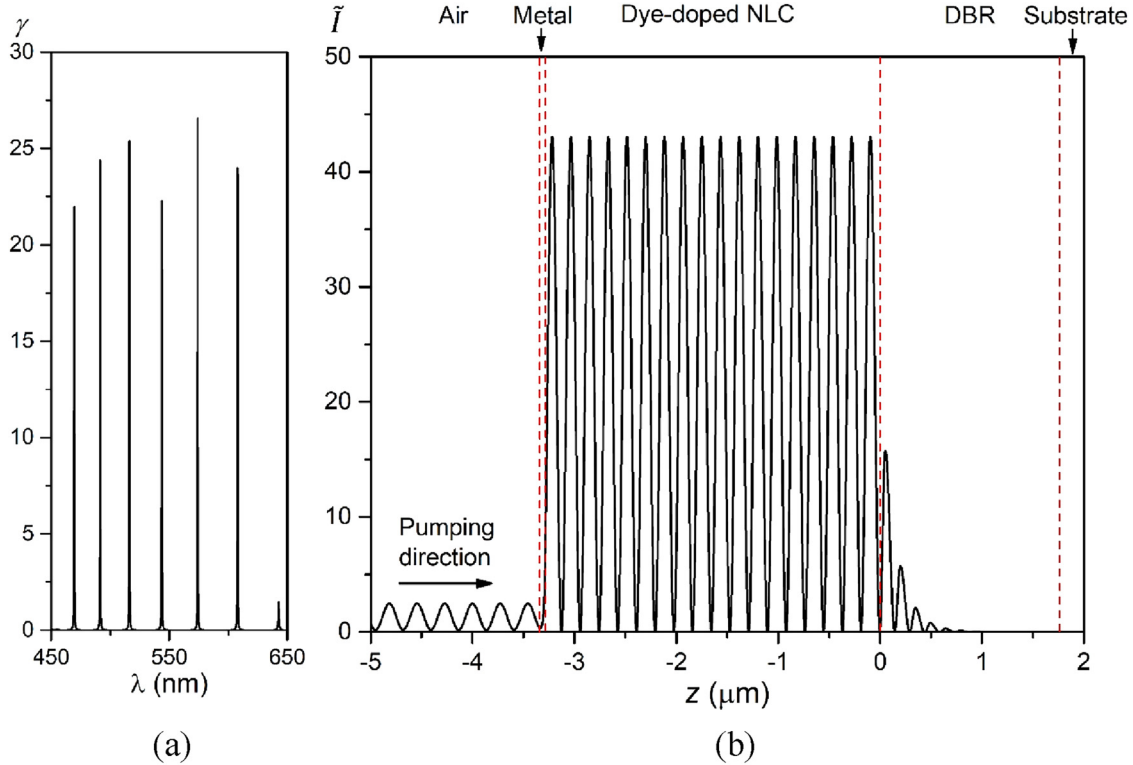 γ
30
25
20
15
10
5
0
450 550 650
λ (nm)
(a)
Air Metal Dye-doped NLC DBR Substrate
Ĩ
50
40
30
20
10
0
Pumping
direction
-5 -4 -3 -2 -1 0 1 2
z (μm)
(b)